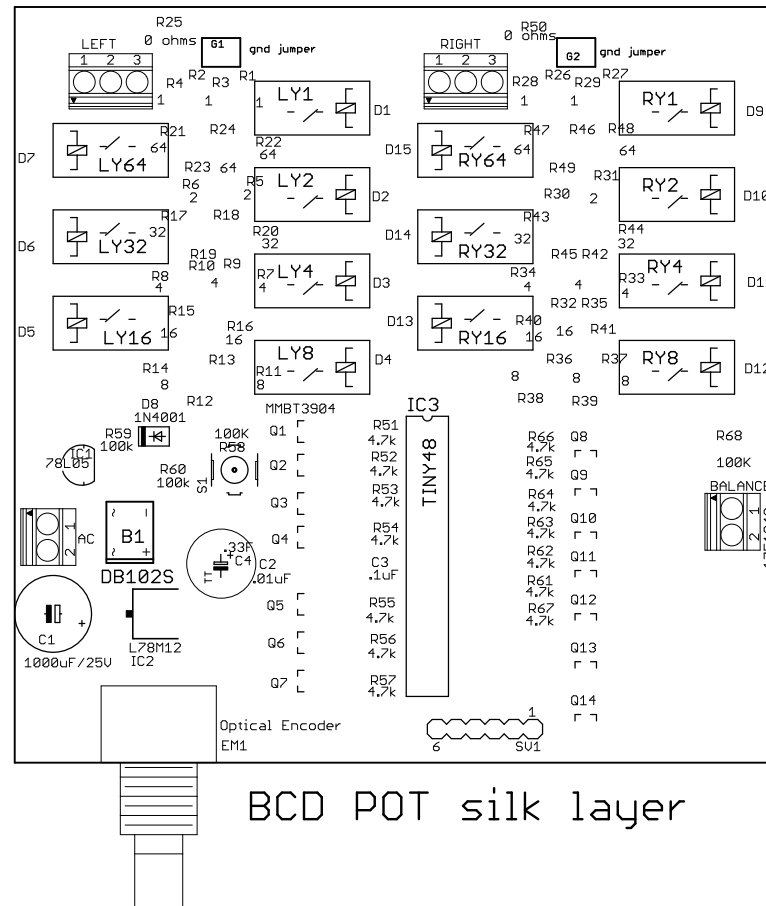 R25
0 ohms
G1
gnd jumper
R50
0 ohms
G2
gnd jumper
LEFT
1 2 3
RIGHT
1 2 3
R4
R2
R3
R1
R28
R26
R29
R27
1
1
1
LY1
D1
1
1
RY1
D9
R21
R24
R22
64
64
64
LY64
D7
R47
R46
R48
64
64
RY64
D15
R23
R6
2
R5
2
LY2
D2
R49
R30
R31
2
RY2
D10
R17
R18
R20
32
32
LY32
D6
R43
R44
32
32
RY32
D14
R19
R10
R9
R8
4
4
R7
4
LY4
D3
R45
R42
R34
4
4
R33
4
RY4
R32
R35
R15
16
R16
16
LY16
D5
R40
16
16
R41
RY16
D13
R14
8
R13
R11
8
LY8
D4
R36
R37
8
8
8
RY8
D12
R12
R38
R39
D8
1N4001
R59
100k
IC1
78L05
100K
R58
R60
100k
S1
MMBT3904
Q1
Q2
Q3
Q4
Q5
Q6
Q7
R51
4.7k
R52
4.7k
R53
4.7k
R54
4.7k
C3
.1uF
R55
4.7k
R56
4.7k
R57
4.7k
IC3
TINY48
R66
4.7k
R65
4.7k
R64
4.7k
R63
4.7k
R62
4.7k
R61
4.7k
R67
4.7k
Q8
Q9
Q10
Q11
Q12
Q13
Q14
R68
100K
BALANCE
1
2
AC
1
2
B1
~ -
~ +
DB102S
.33F
+
C4
TT
C2
.01uF
C1
+
1000uF/25V
L78M12
IC2
Optical Encoder
EM1
1
6
SV1
BCD POT silk layer